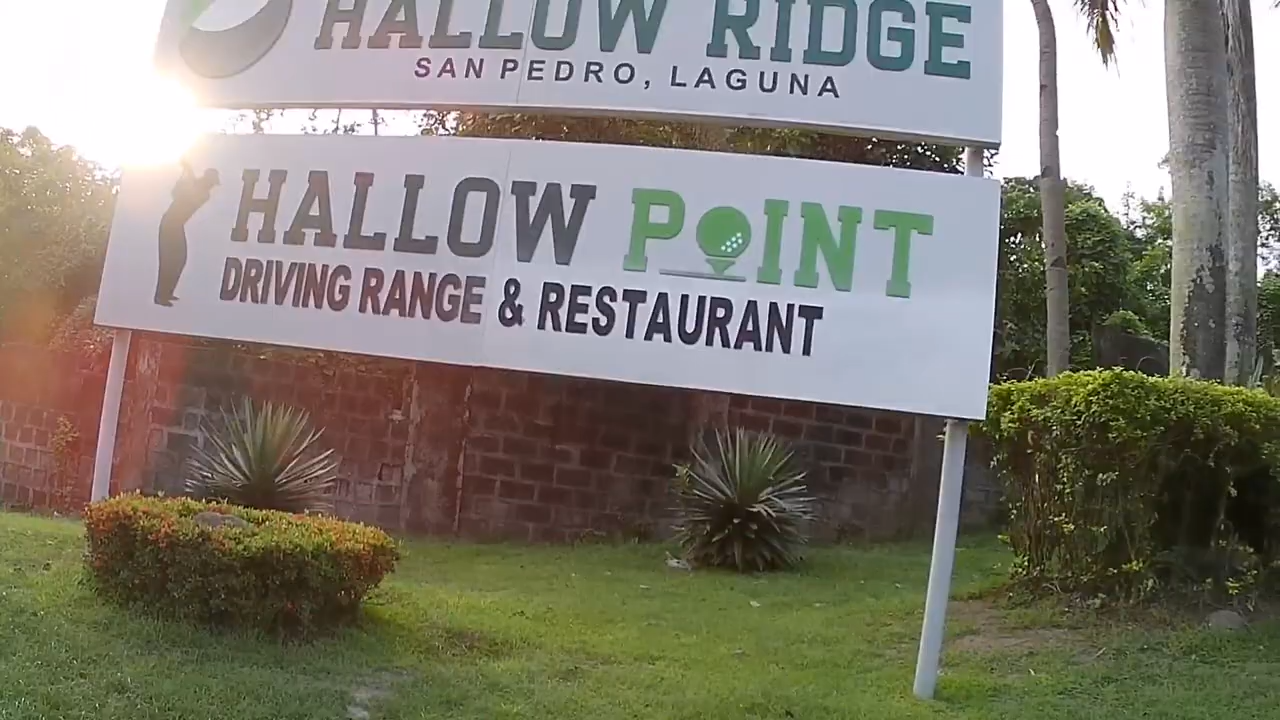 HALLOW RIDGE
SAN PEDRO, LAGUNA
HALLOW POINT
DRIVING RANGE & RESTAURANT